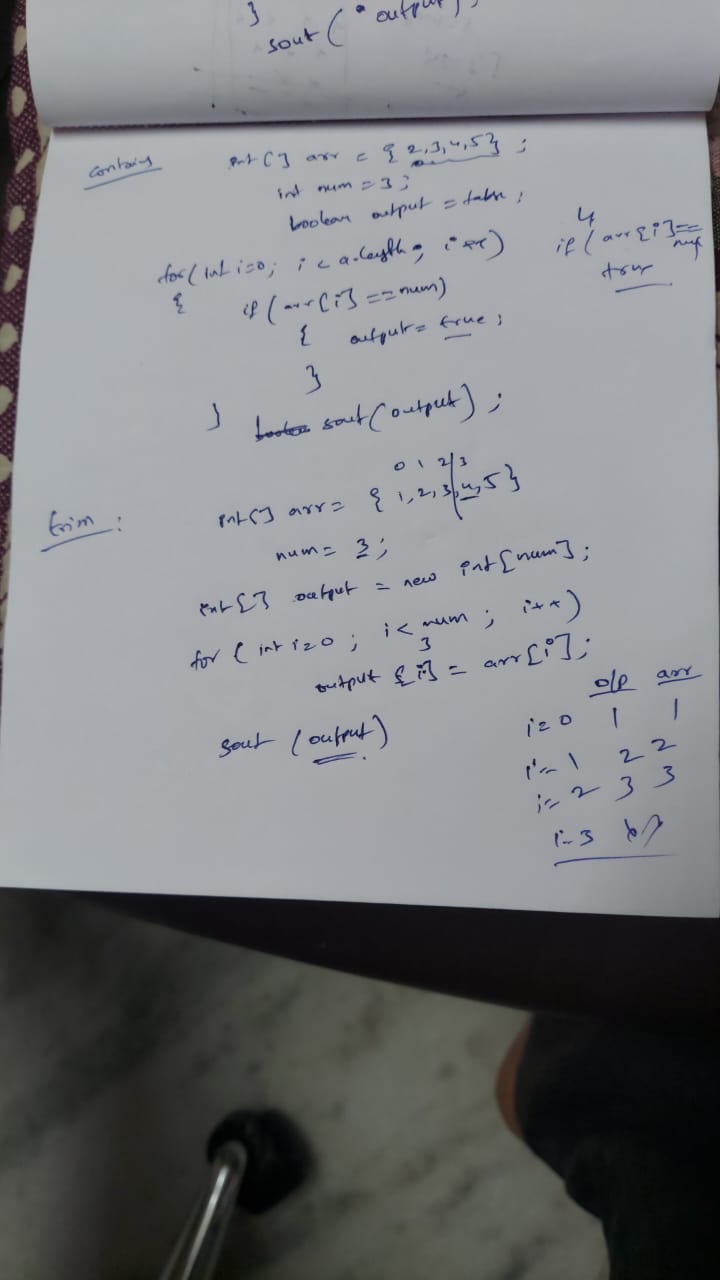 }
sout ( output ) ;
contains
int [] arr = { 2,3,4,5 } ;
int num = 3 ;
boolean output = false ;
for ( int i=0; i < a.length ; i++ )
{ if ( arr[i] == num )
{ output = true ;
}
}
sout ( output ) ;
4
if ( arr[i] ==
true
trim :
0 1 2 3
int [] arr = { 1, 2, 3, 4, 5 }
num = 3 ;
int [] output = new int [num] ;
for ( int i=0 ; i < num ; i++ )
3
output [i] = arr [i] ;
sout ( output )
o/p arr
i=0 1 1
i=1 2 2
i=2 3 3
i=3